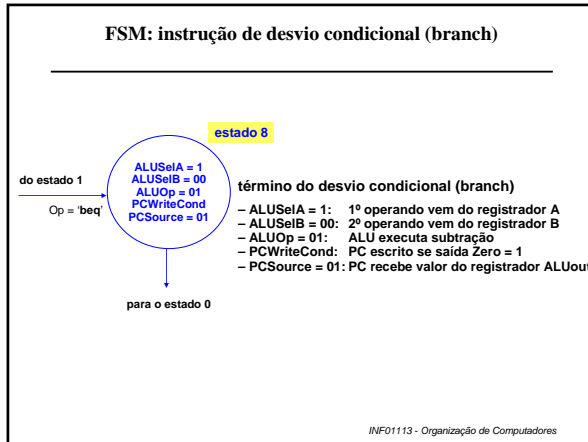 FSM: instrução de desvio condicional (branch)
estado 8
ALUSelA = 1
ALUSelB = 00
ALUOp = 01
PCWriteCond
PCSource = 01
do estado 1
Op = 'beq'
para o estado 0
término do desvio condicional (branch)
– ALUSelA = 1: 1º operando vem do registrador A
– ALUSelB = 00: 2º operando vem do registrador B
– ALUOp = 01: ALU executa subtração
– PCWriteCond: PC escrito se saída Zero = 1
– PCSource = 01: PC recebe valor do registrador ALUout
INF01113 - Organização de Computadores